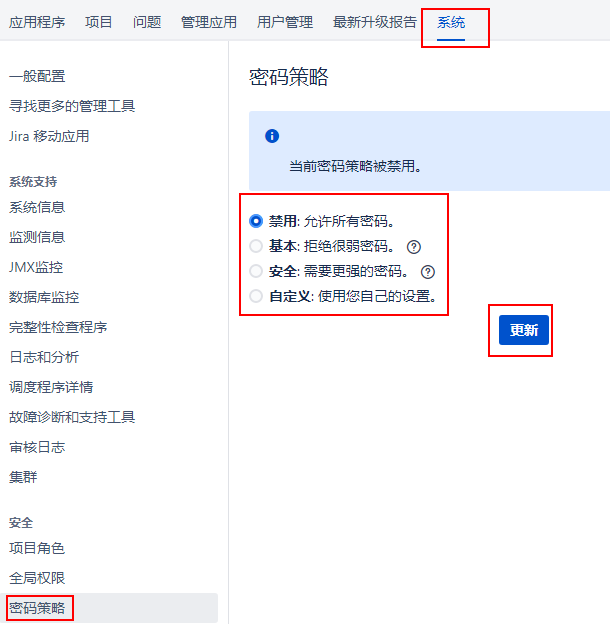 应用程序 项目 问题 管理应用 用户管理 最新升级报告 系统
一般配置
寻找更多的管理工具
Jira 移动应用
系统支持
系统信息
监测信息
JMX监控
数据库监控
完整性检查程序
日志和分析
调度程序详情
故障诊断和支持工具
审核日志
集群
安全
项目角色
全局权限
密码策略
密码策略
当前密码策略被禁用。
禁用: 允许所有密码。
基本: 拒绝很弱密码。
安全: 需要更强的密码。
自定义: 使用您自己的设置。
更新